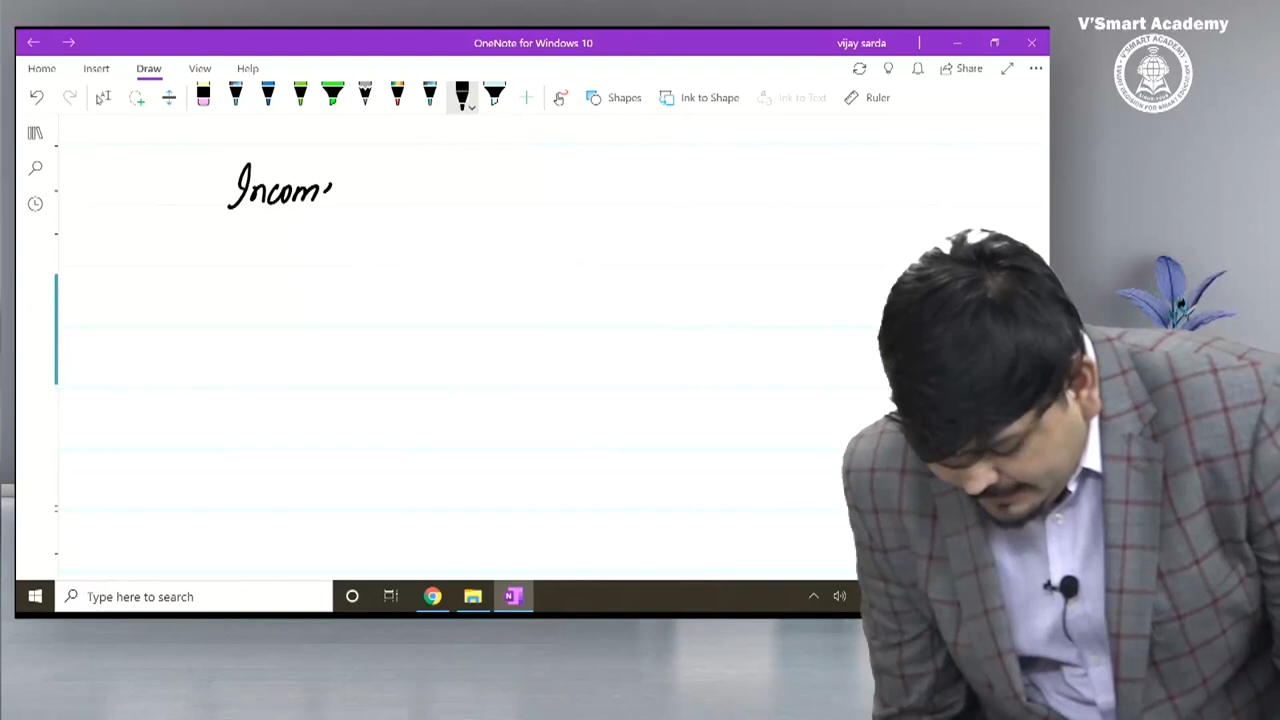 V'Smart Academy
OneNote for Windows 10
vijay sarda
Home Insert Draw View Help
Share
Shapes Ink to Shape Ink to Text Ruler
Incom
Type here to search